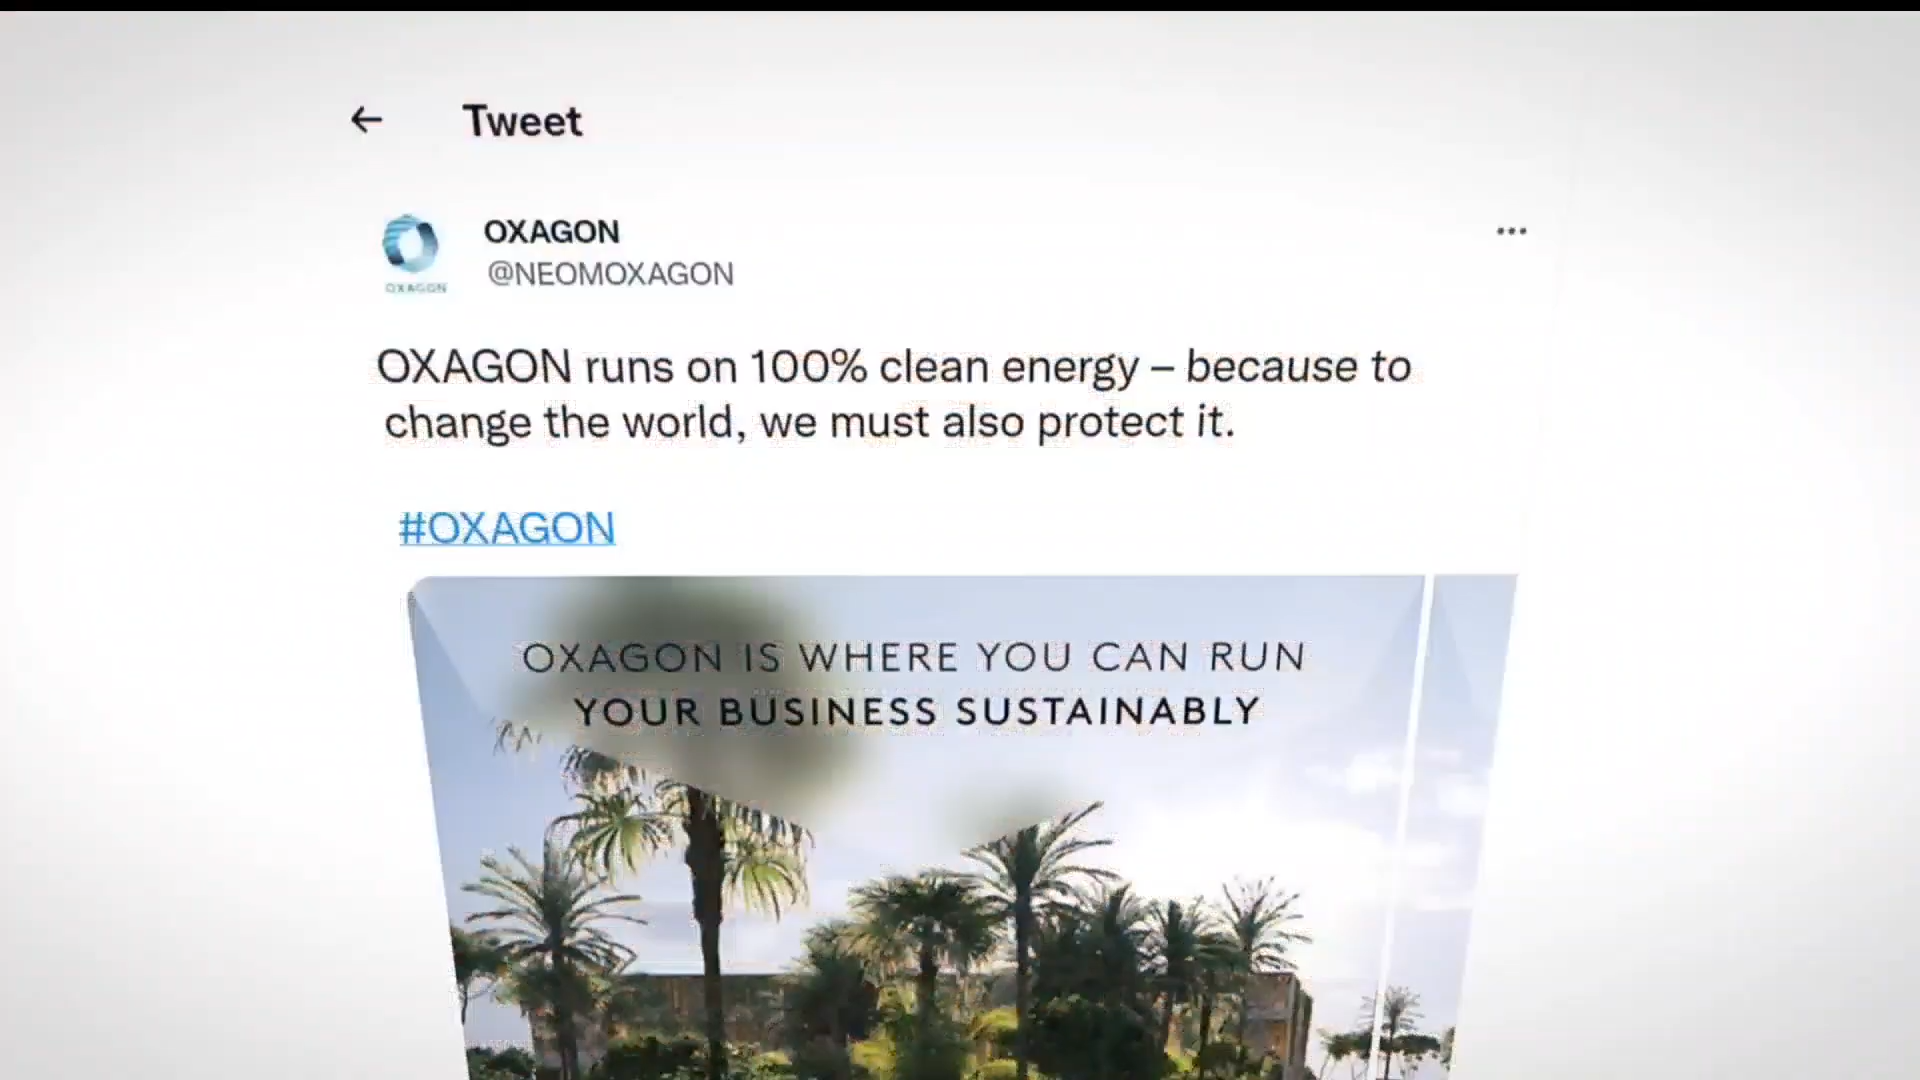 Tweet
OXAGON
@NEOMOXAGON
OXAGON
OXAGON runs on 100% clean energy – because to
change the world, we must also protect it.
#OXAGON
OXAGON IS WHERE YOU CAN RUN
YOUR BUSINESS SUSTAINABLY